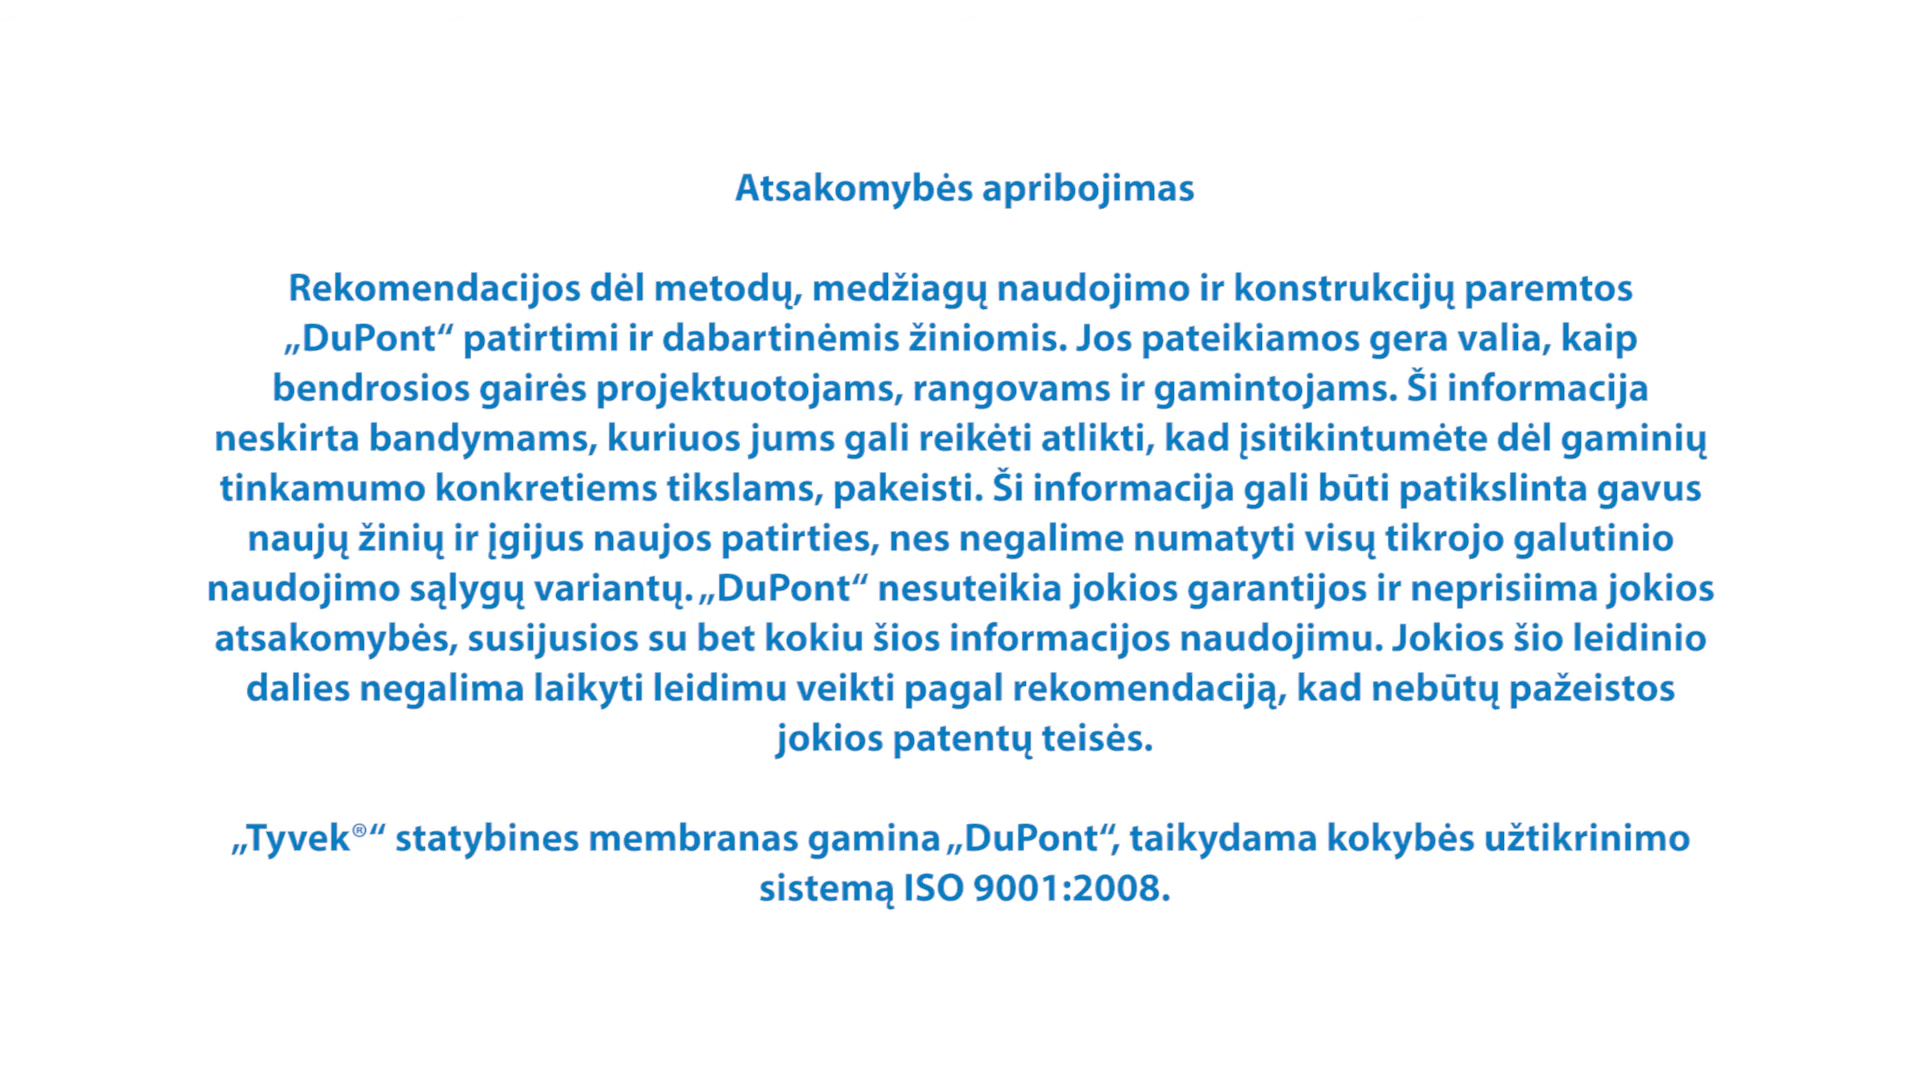 Atsakomybės apribojimas
Rekomendacijos dėl metodų, medžiagų naudojimo ir konstrukcijų paremtos
„DuPont“ patirtimi ir dabartinėmis žiniomis. Jos pateikiamos gera valia, kaip
bendrosios gairės projektuotojams, rangovams ir gamintojams. Ši informacija
neskirta bandymams, kuriuos jums gali reikėti atlikti, kad įsitikintumėte dėl gaminių
tinkamumo konkretiems tikslams, pakeisti. Ši informacija gali būti patikslinta gavus
naujų žinių ir įgijus naujos patirties, nes negalime numatyti visų tikrojo galutinio
naudojimo sąlygų variantų. „DuPont“ nesuteikia jokios garantijos ir neprisiima jokios
atsakomybės, susijusios su bet kokiu šios informacijos naudojimu. Jokios šio leidinio
dalies negalima laikyti leidimu veikti pagal rekomendaciją, kad nebūtų pažeistos
jokios patentų teisės.
„Tyvek®“ statybines membranas gamina „DuPont“, taikydama kokybės užtikrinimo
sistemą ISO 9001:2008.